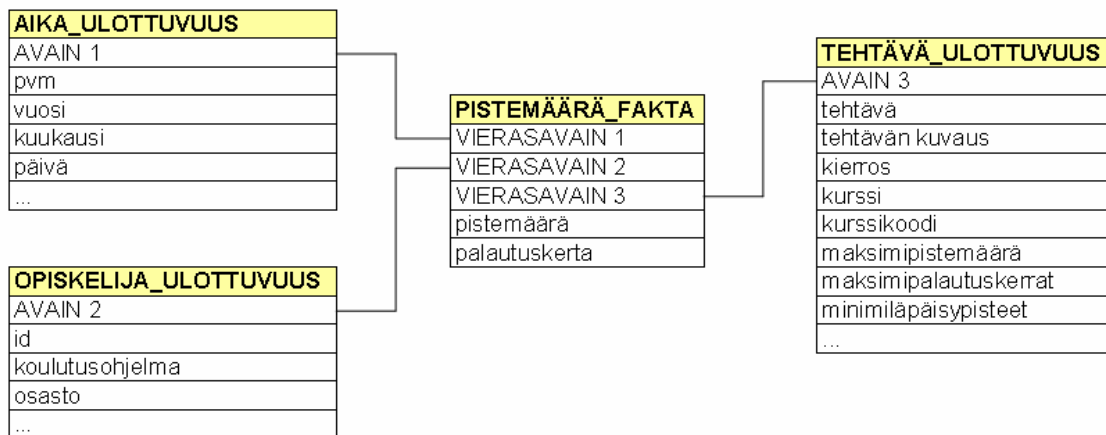 AIKA_ULOTTUVUUS
AVAIN 1
pvm
vuosi
kuukausi
päivä
...
OPISKELIJA_ULOTTUVUUS
AVAIN 2
id
koulutusohjelma
osasto
...
PISTEMÄÄRÄ_FAKTA
VIERASAVAIN 1
VIERASAVAIN 2
VIERASAVAIN 3
pistemäärä
palautuskerta
TEHTÄVÄ_ULOTTUVUUS
AVAIN 3
tehtävä
tehtävän kuvaus
kierros
kurssi
kurssikoodi
maksimipistemäärä
maksimipalautuskerrat
minimiläpäisypisteet
...